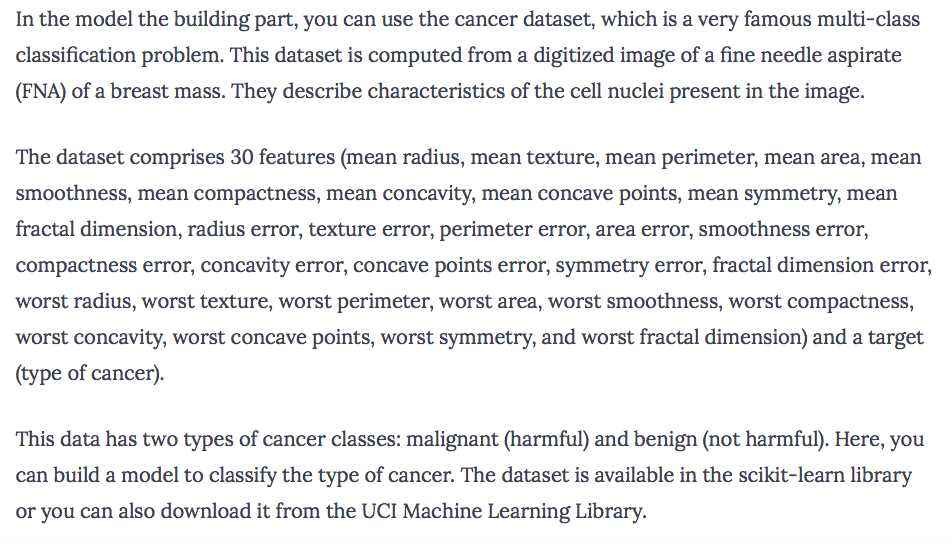 In the model the building part, you can use the cancer dataset, which is a very famous multi-class
classification problem. This dataset is computed from a digitized image of a fine needle aspirate
(FNA) of a breast mass. They describe characteristics of the cell nuclei present in the image.
The dataset comprises 30 features (mean radius, mean texture, mean perimeter, mean area, mean
smoothness, mean compactness, mean concavity, mean concave points, mean symmetry, mean
fractal dimension, radius error, texture error, perimeter error, area error, smoothness error,
compactness error, concavity error, concave points error, symmetry error, fractal dimension error,
worst radius, worst texture, worst perimeter, worst area, worst smoothness, worst compactness,
worst concavity, worst concave points, worst symmetry, and worst fractal dimension) and a target
(type of cancer).
This data has two types of cancer classes: malignant (harmful) and benign (not harmful). Here, you
can build a model to classify the type of cancer. The dataset is available in the scikit-learn library
or you can also download it from the UCI Machine Learning Library.